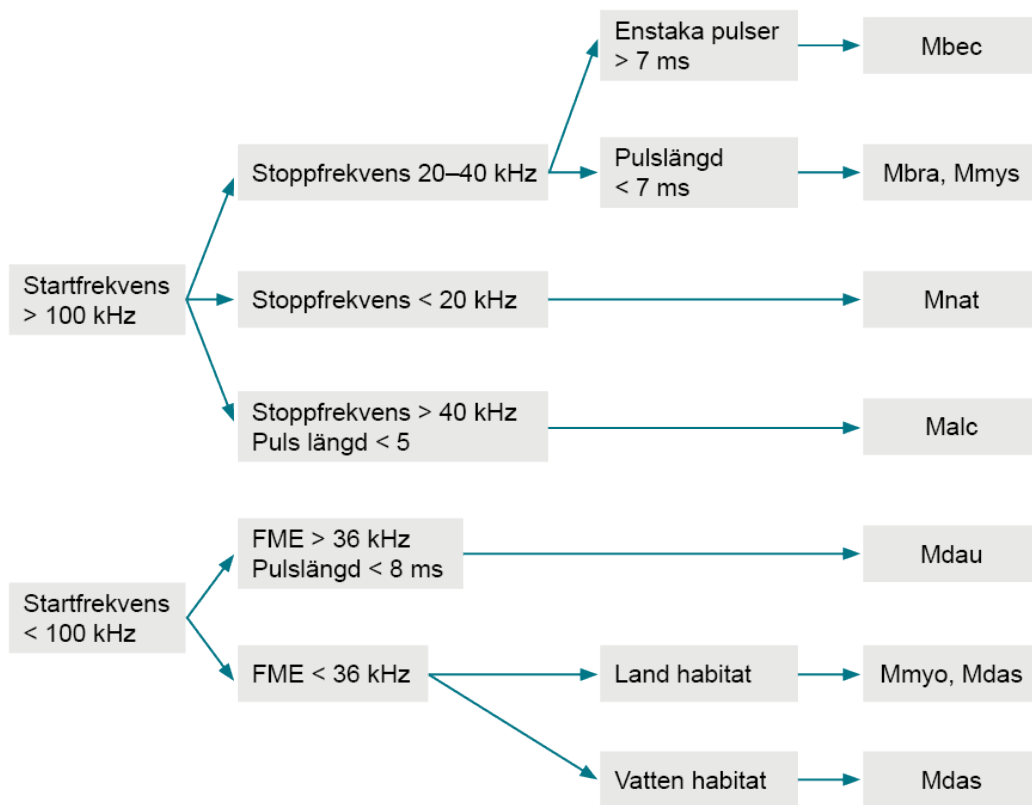 Enstaka pulser
> 7 ms
Mbec
Stoppfrekvens 20–40 kHz
Pulslängd
< 7 ms
Mbra, Mmys
Startfrekvens
> 100 kHz
Stoppfrekvens < 20 kHz
Mnat
Stoppfrekvens > 40 kHz
Puls längd < 5
Malc
FME > 36 kHz
Pulslängd < 8 ms
Mdau
Startfrekvens
< 100 kHz
FME < 36 kHz
Land habitat
Mmyo, Mdas
Vatten habitat
Mdas